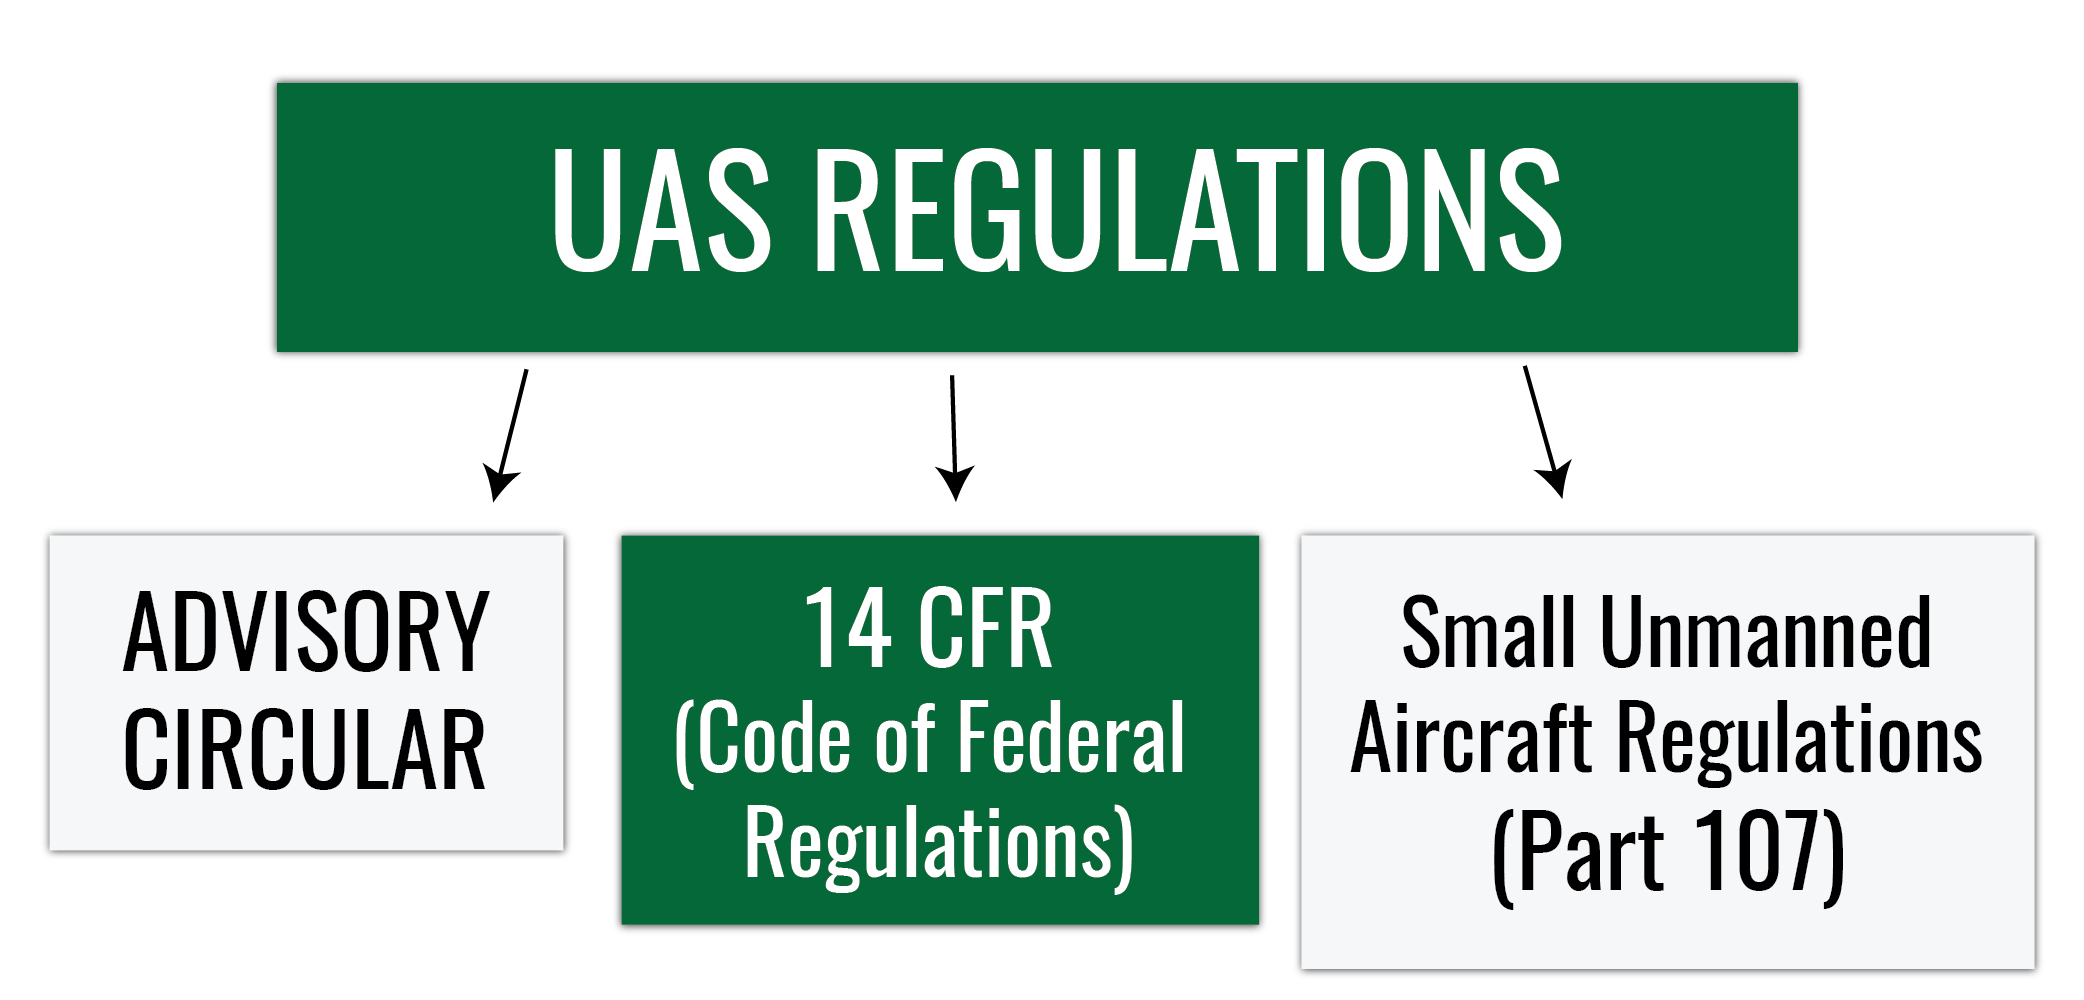 UAS REGULATIONS
ADVISORY
CIRCULAR
14 CFR
(Code of Federal
Regulations)
Small Unmanned
Aircraft Regulations
(Part 107)